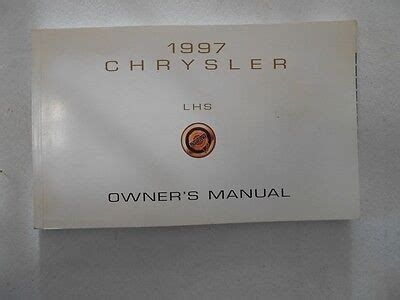 1997
CHRYSLER
LHS
OWNER'S MANUAL